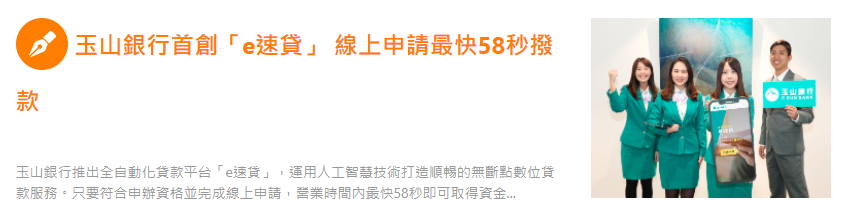 玉山銀行首創「e速貸」 線上申請最快58秒撥
款
玉山銀行推出全自動化貸款平台「e速貸」，運用人工智慧技術打造順暢的無斷點數位貸
款服務。只要符合申辦資格並完成線上申請，營業時間內最快58秒即可取得資金...
玉山銀行